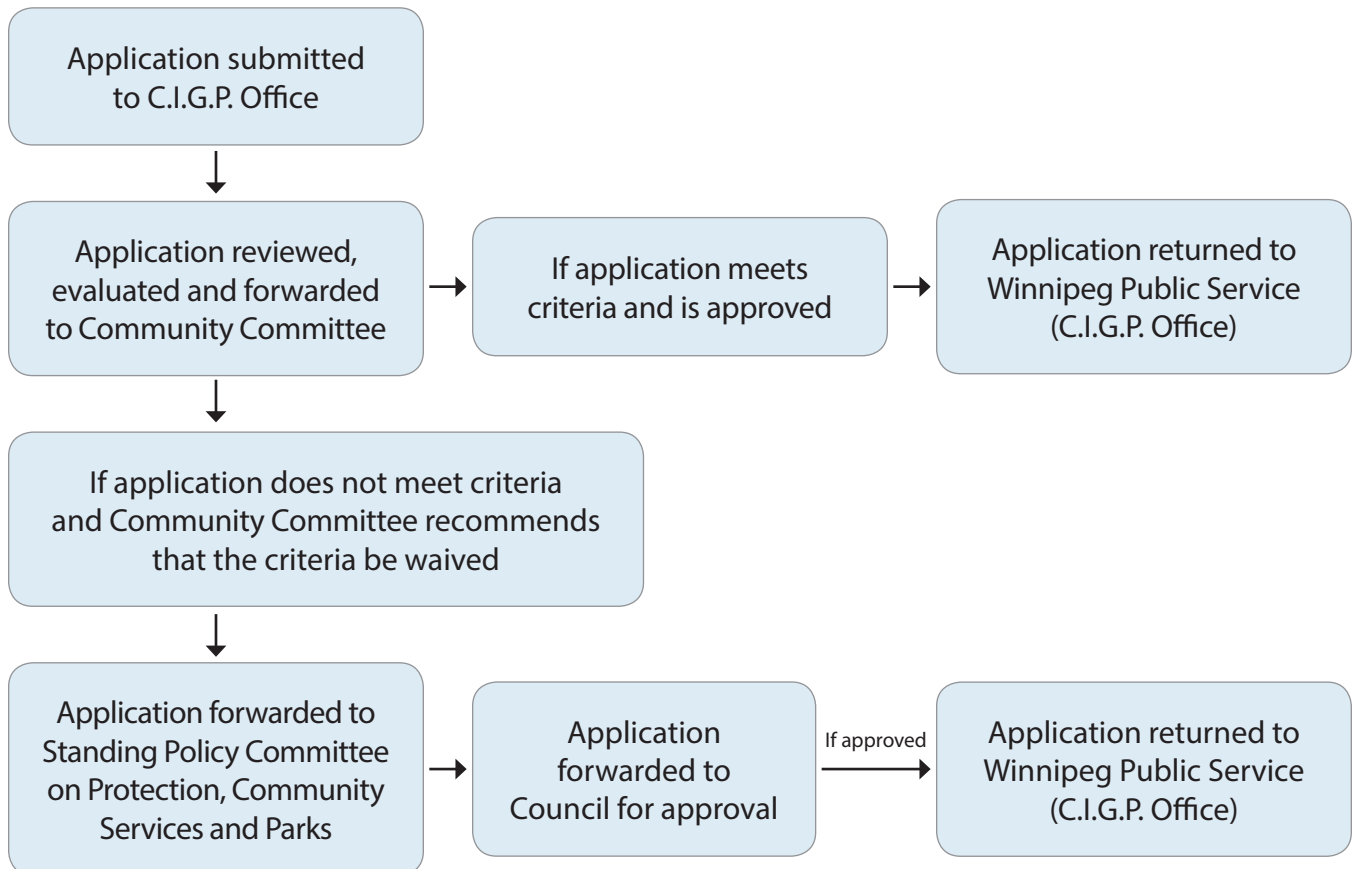 Application submitted
to C.I.G.P. Office
Application reviewed,
evaluated and forwarded
to Community Committee
If application meets
criteria and is approved
Application returned to
Winnipeg Public Service
(C.I.G.P. Office)
If application does not meet criteria
and Community Committee recommends
that the criteria be waived
Application forwarded to
Standing Policy Committee
on Protection, Community
Services and Parks
Application
forwarded to
Council for approval
If approved
Application returned to
Winnipeg Public Service
(C.I.G.P. Office)